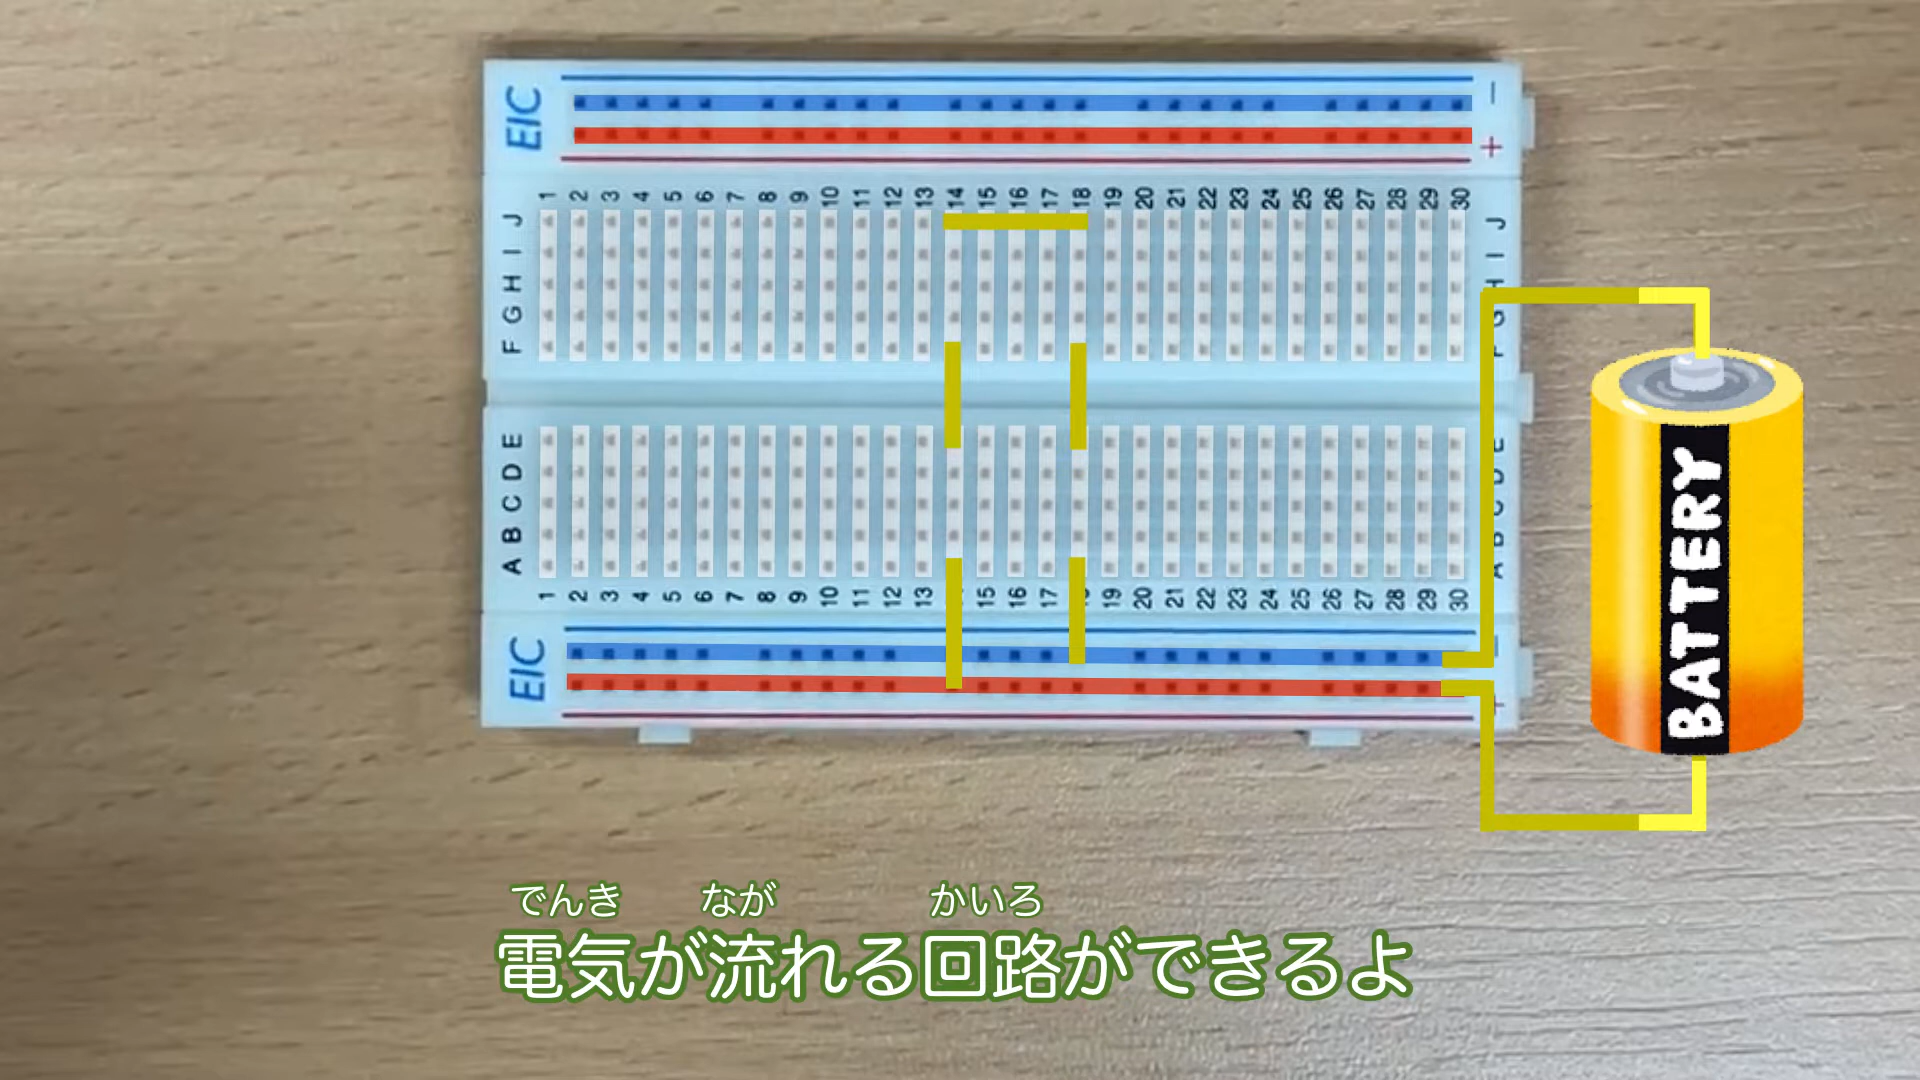 EIC
−
+
1 2 3 4 5 6 7 8 9 10 11 12 13 14 15 16 17 18 19 20 21 22 23 24 25 26 27 28 29 30
J J
I I
H H
G G
F F
E E
D D
C C
B B
A A
1 2 3 4 5 6 7 8 9 10 11 12 13 15 16 17 19 20 21 22 23 24 25 26 27 28 29 30
EIC
+
BATTERY
でんき なが かいろ
電気が流れる回路ができるよ